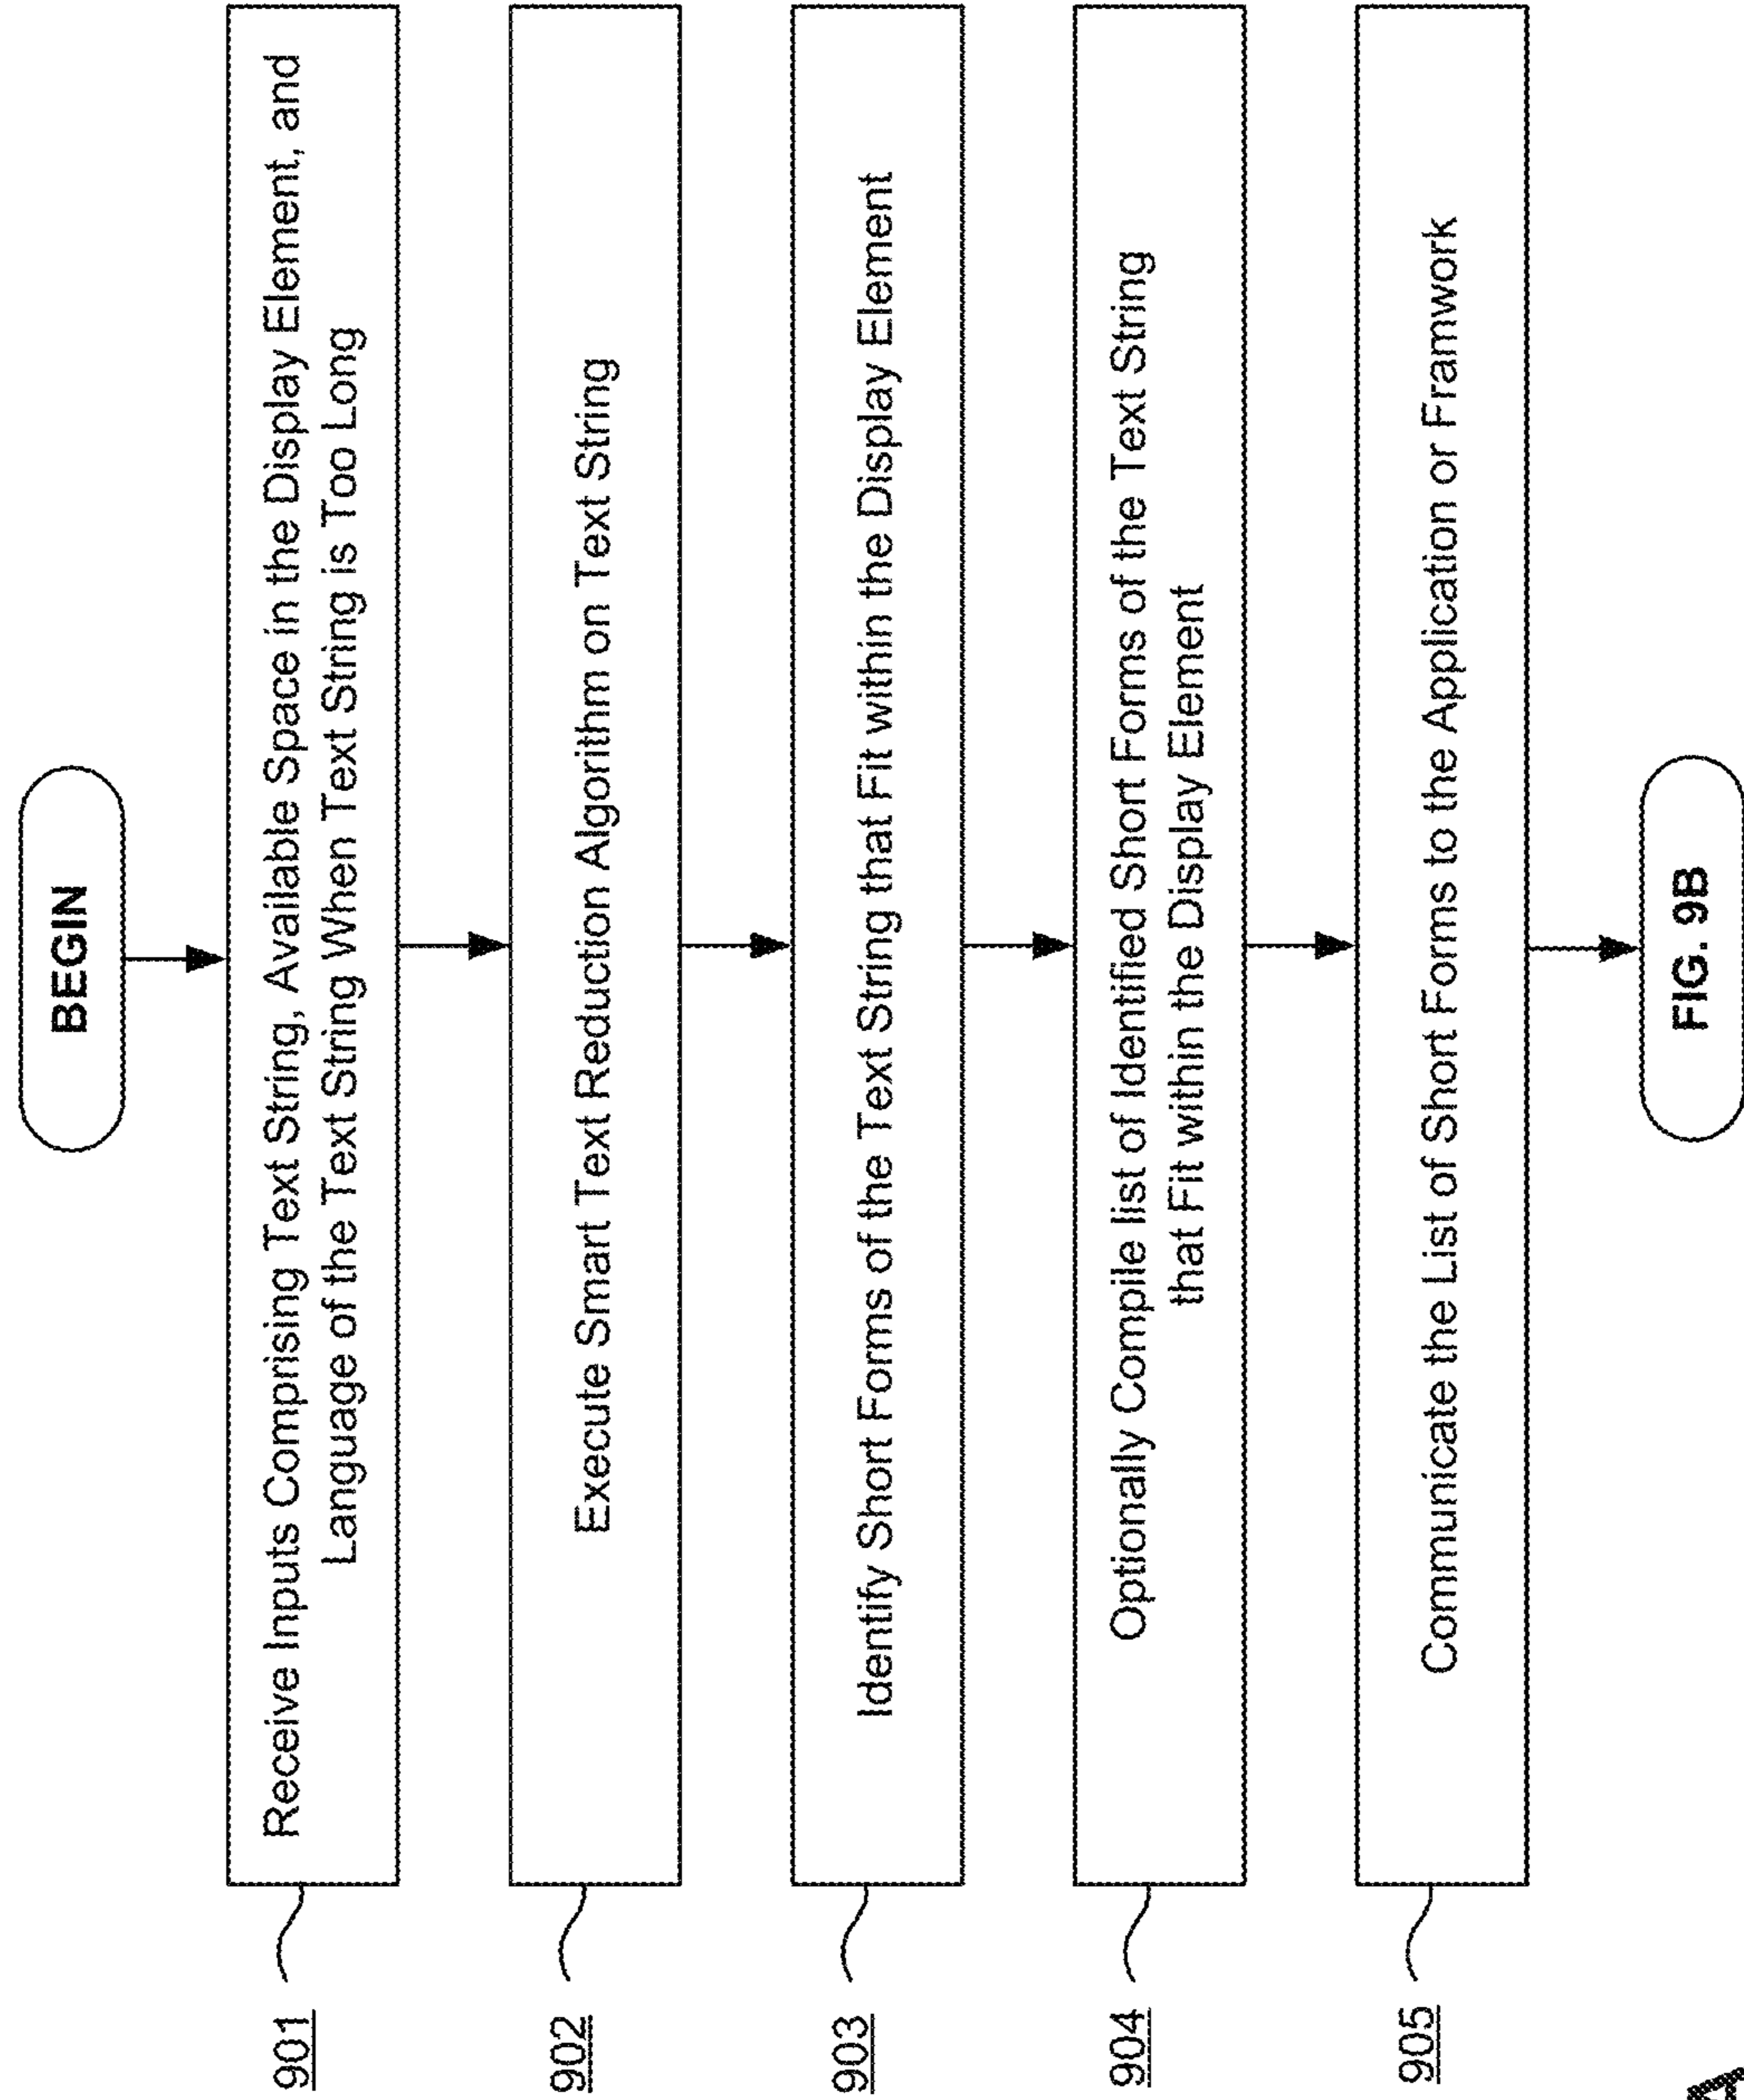 BEGIN
901
Receive Inputs Comprising Text String, Available Space in the Display Element, and
Language of the Text String When Text String is Too Long
902
Execute Smart Text Reduction Algorithm on Text String
903
Identify Short Forms of the Text String that Fit within the Display Element
904
Optionally Compile list of Identified Short Forms of the Text String
that Fit within the Display Element
905
Communicate the List of Short Forms to the Application or Framwork
FIG. 9B